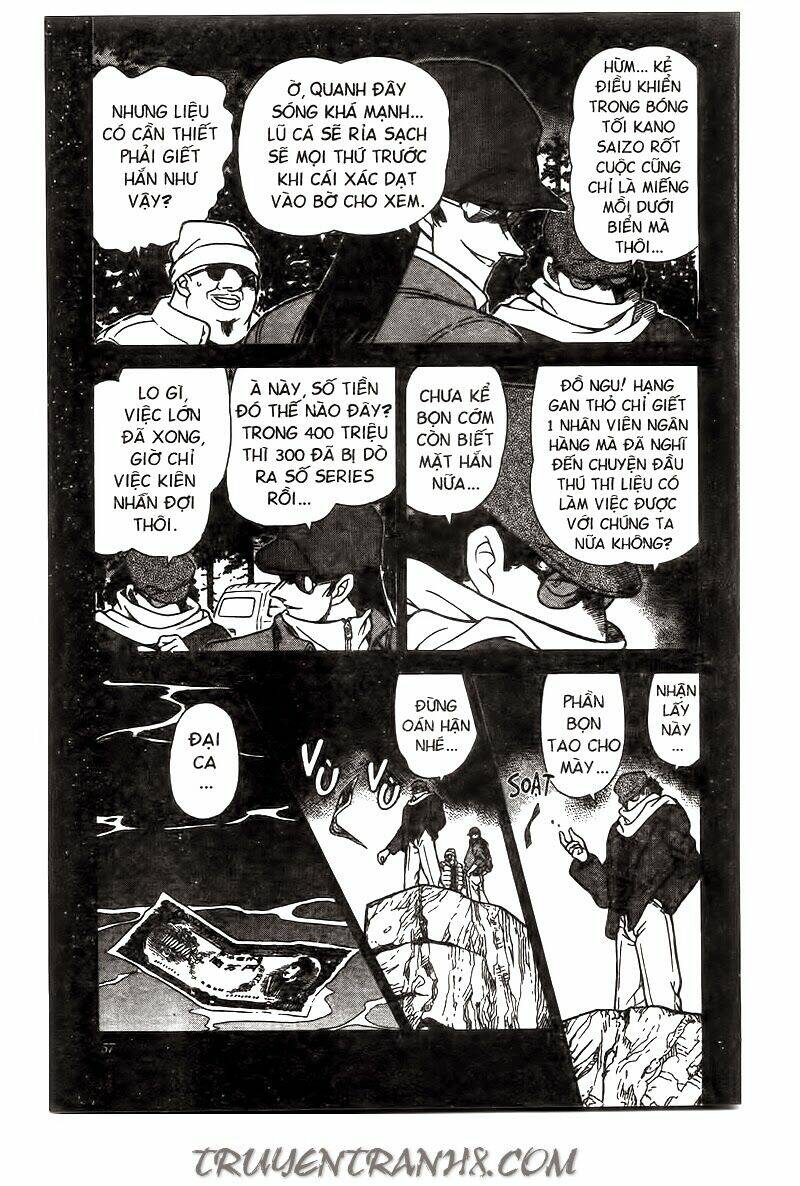 HỪM... KẺ
ĐIỀU KHIỂN
TRONG BÓNG
TỐI KANO
SAIZO RỐT
CUỘC CŨNG
CHỈ LÀ MIẾNG
MỒI DƯỚI
BIỂN MÀ
THÔI...
Ờ, QUANH ĐÂY
SÓNG KHÁ MẠNH...
LŨ CÁ SẼ RỈA SẠCH
SẼ MỌI THỨ TRƯỚC
KHI CÁI XÁC DẠT
VÀO BỜ CHO XEM.
NHƯNG LIỆU
CÓ CẦN THIẾT
PHẢI GIẾT
HẮN NHƯ
VẬY?
ĐỒ NGU! HẠNG
GAN THỎ CHỈ GIẾT
1 NHÂN VIÊN NGÂN
HÀNG MÀ ĐÃ NGHĨ
ĐẾN CHUYỆN ĐẦU
THÚ THÌ LIỆU CÓ
LÀM VIỆC ĐƯỢC
VỚI CHÚNG TA
NỮA KHÔNG?
CHƯA KỂ
BỌN CỚM
CÒN BIẾT
MẶT HẮN
NỮA...
À NÀY, SỐ TIỀN
ĐÓ THẾ NÀO ĐÂY?
TRONG 400 TRIỆU
THÌ 300 ĐÃ BỊ DÒ
RA SỐ SERIES
RỒI...
LO GÌ,
VIỆC LỚN
ĐÃ XONG,
GIỜ CHỈ
VIỆC KIÊN
NHẪN ĐỢI
THÔI.
NHẬN
LẤY
NÀY
...
PHẦN
BỌN
TAO CHO
MÀY...
SOẠT
ĐỪNG
OÁN HẬN
NHÉ...
VÙ
VÙ
ĐẠI
CA
...
TRUYENTRANH8.COM